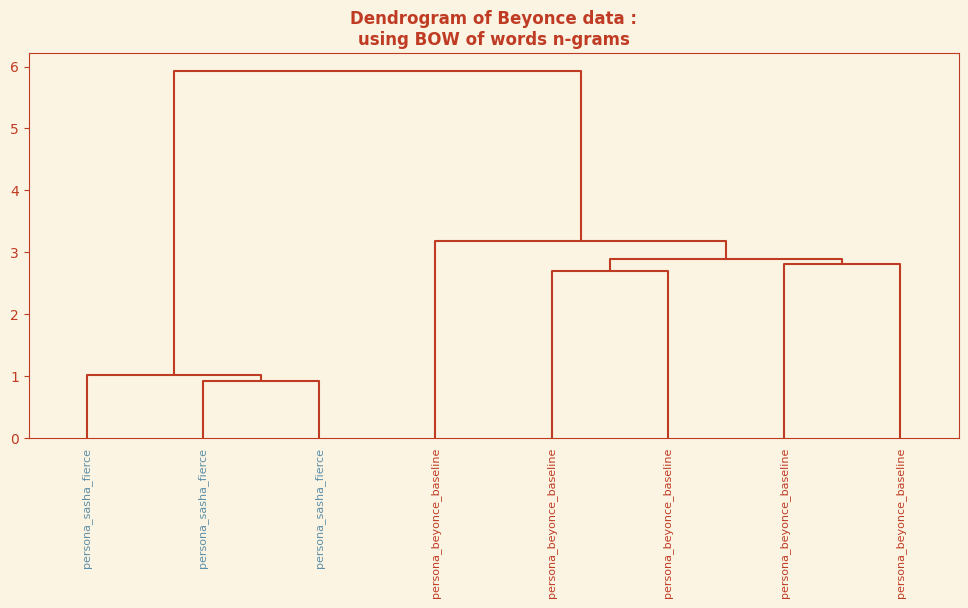 Dendrogram of Beyonce data :
using BOW of words n-grams
6
5
4
3
2
1
0
persona_sasha_fierce
persona_sasha_fierce
persona_sasha_fierce
persona_beyonce_baseline
persona_beyonce_baseline
persona_beyonce_baseline
persona_beyonce_baseline
persona_beyonce_baseline